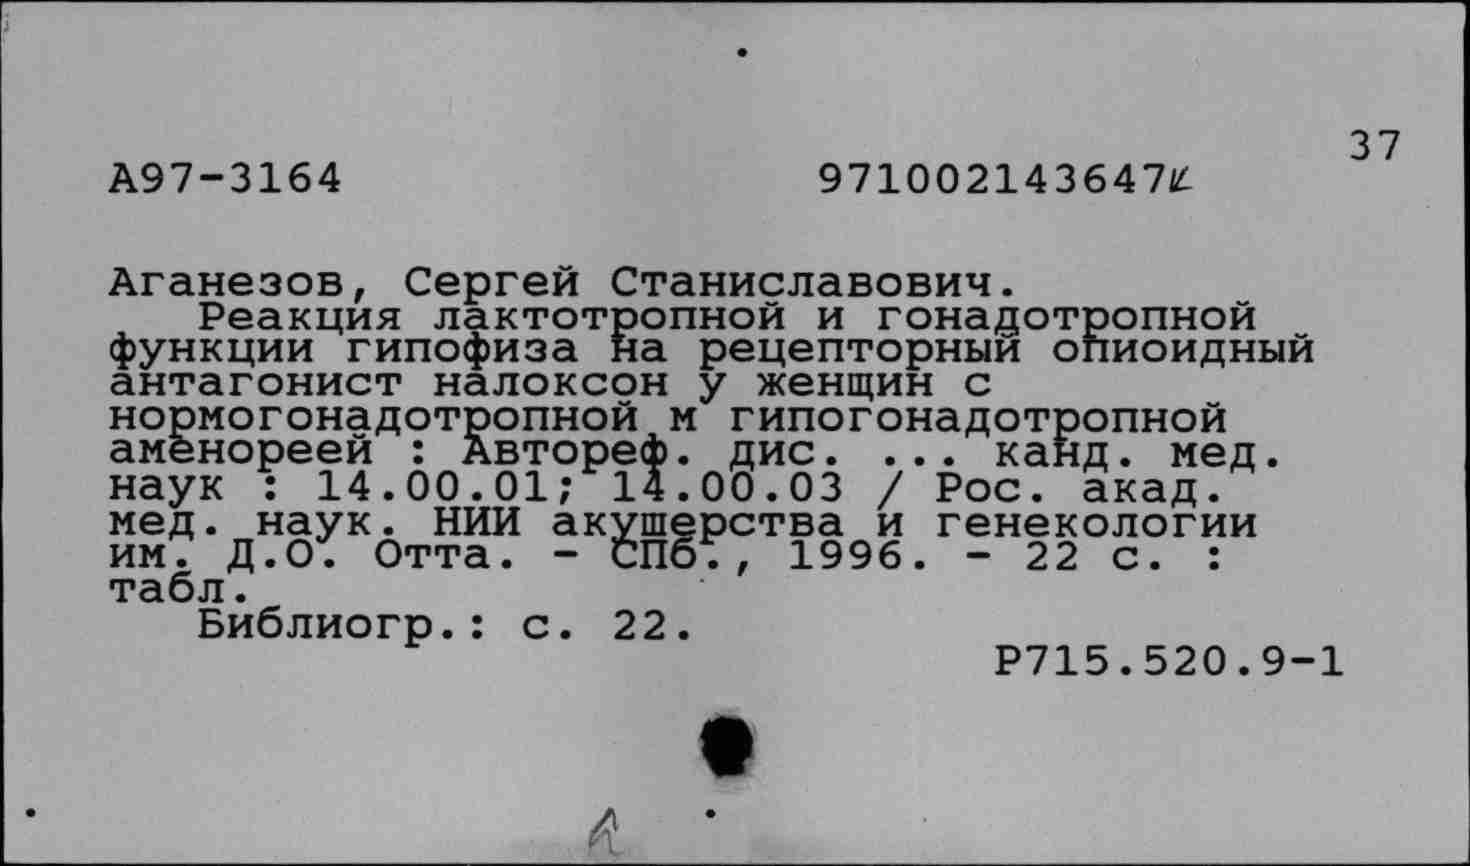 37
А97-3164 971002143647
Аганезов, Сергей Станиславович.
Реакция лактотропной и гонадотропной
функции гипофиза на рецепторный опиоидный
антагонист налоксон у женщин с
нормогонадотропной м гипогонадотропной
аменореей : Автореф. дис. ... канд. мед.
наук : 14.00.01; 14.00.03 / Рос. акад.
мед. наук. НИИ акушерства и генекологии
им. Д.О. Отта. - СПб., 1996. - 22 с. :
табл.
Библиогр.: с. 22.
Р715.520.9-1